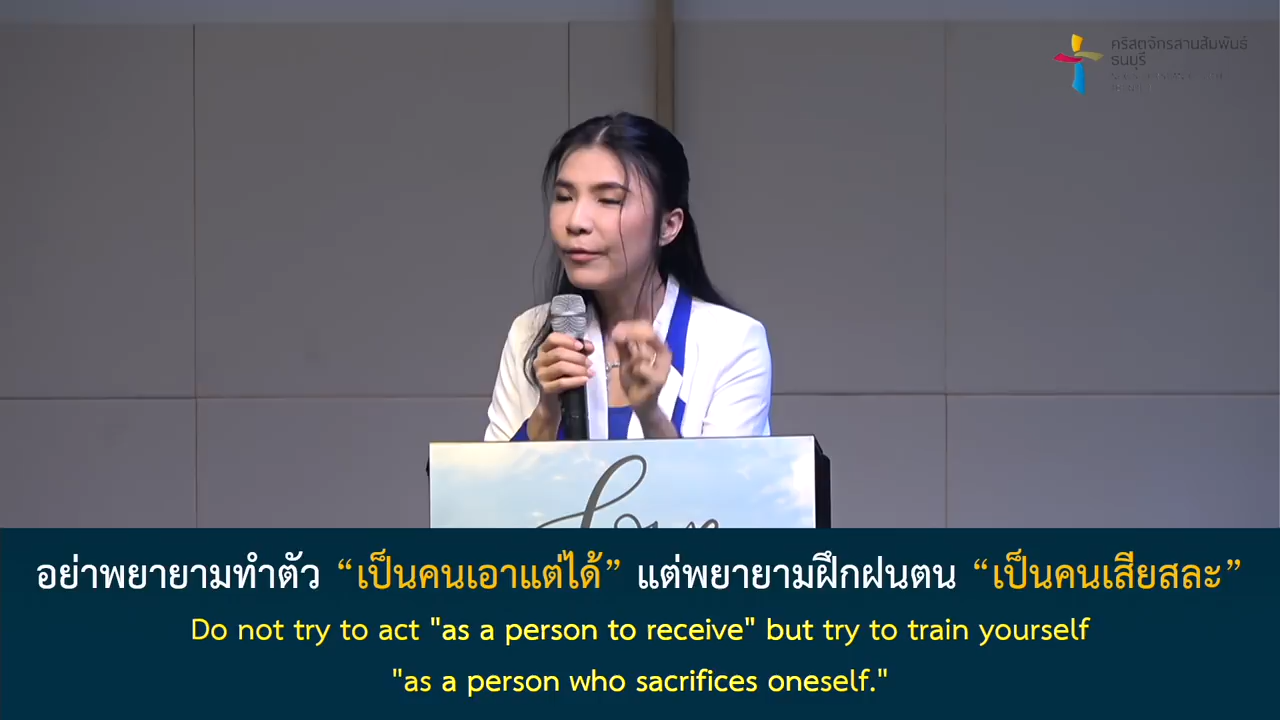 คริสตจักรสานสัมพันธ์
ธนบุรี
Love
อย่าพยายามทำตัว “เป็นคนเอาแต่ได้” แต่พยายามฝึกฝนตน “เป็นคนเสียสละ”
Do not try to act "as a person to receive" but try to train yourself
"as a person who sacrifices oneself."